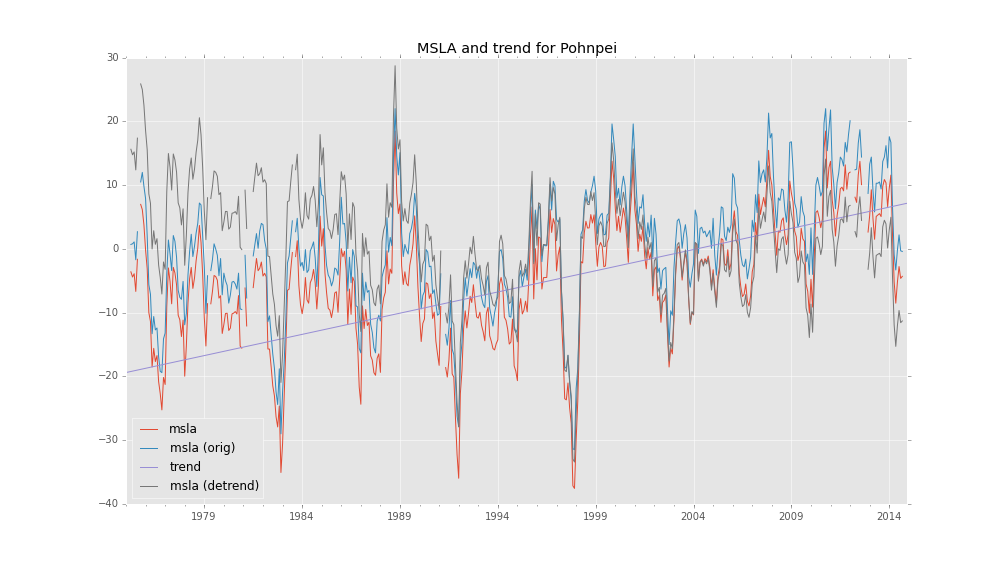 MSLA and trend for Pohnpei
30
20
10
0
−10
−20
−30
−40
msla
msla (orig)
trend
msla (detrend)
1979 1984 1989 1994 1999 2004 2009 2014